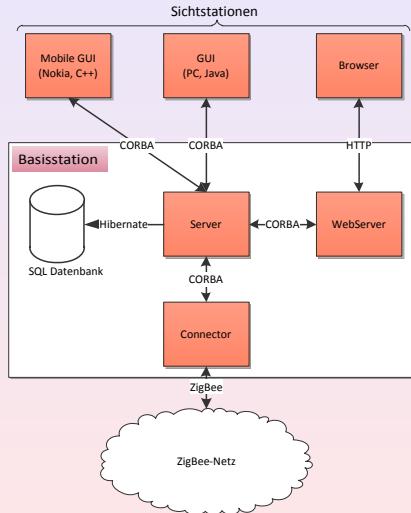 Sichtstationen
Mobile GUI
(Nokia, C++)
GUI
(PC, Java)
Browser
CORBA
CORBA
HTTP
Basisstation
SQL Datenbank
Hibernate
Server
CORBA
WebServer
CORBA
Connector
ZigBee
ZigBee-Netz